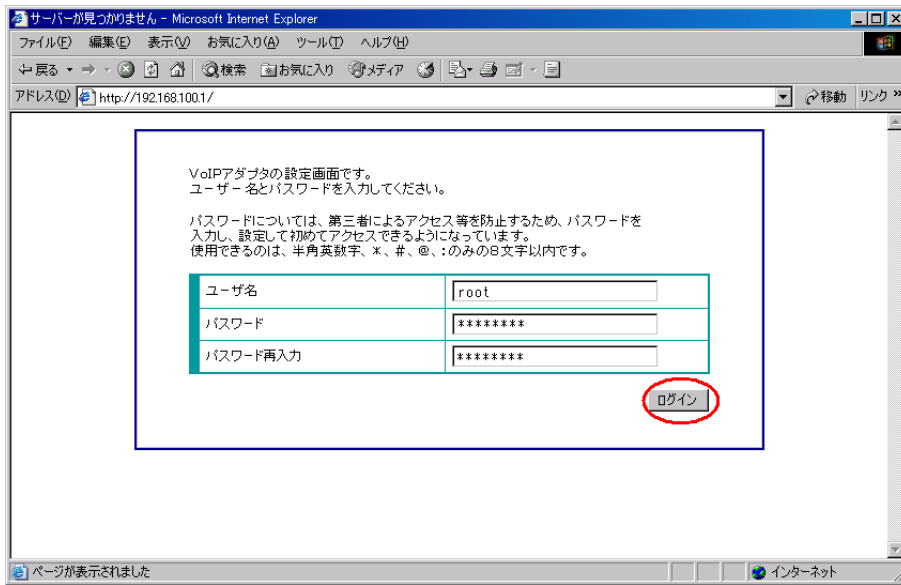 サーバーが見つかりません - Microsoft Internet Explorer
ファイル(F) 編集(E) 表示(V) お気に入り(A) ツール(T) ヘルプ(H)
戻る 検索 お気に入り メディア
アドレス(D) http://192.168.100.1/ 移動 リンク »
VoIPアダプタの設定画面です。
ユーザー名とパスワードを入力してください。
パスワードについては、第三者によるアクセス等を防止するため、パスワードを
入力し、設定して初めてアクセスできるようになっています。
使用できるのは、半角英数字、*、#、@、:のみの8文字以内です。
ユーザ名 root
パスワード ********
パスワード再入力 ********
ログイン
ページが表示されました インターネット